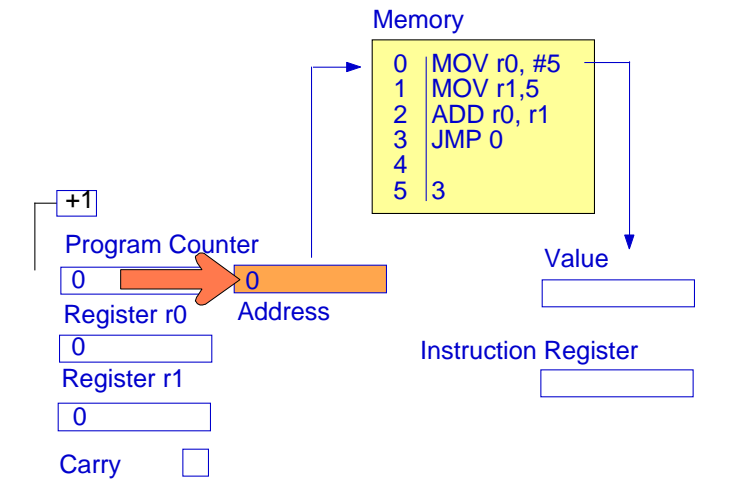 Memory
0 MOV r0, #5
1 MOV r1,5
2 ADD r0, r1
3 JMP 0
4
5 3
+1
Program Counter
0
0
Address
Value
Register r0
0
Instruction Register
Register r1
0
Carry